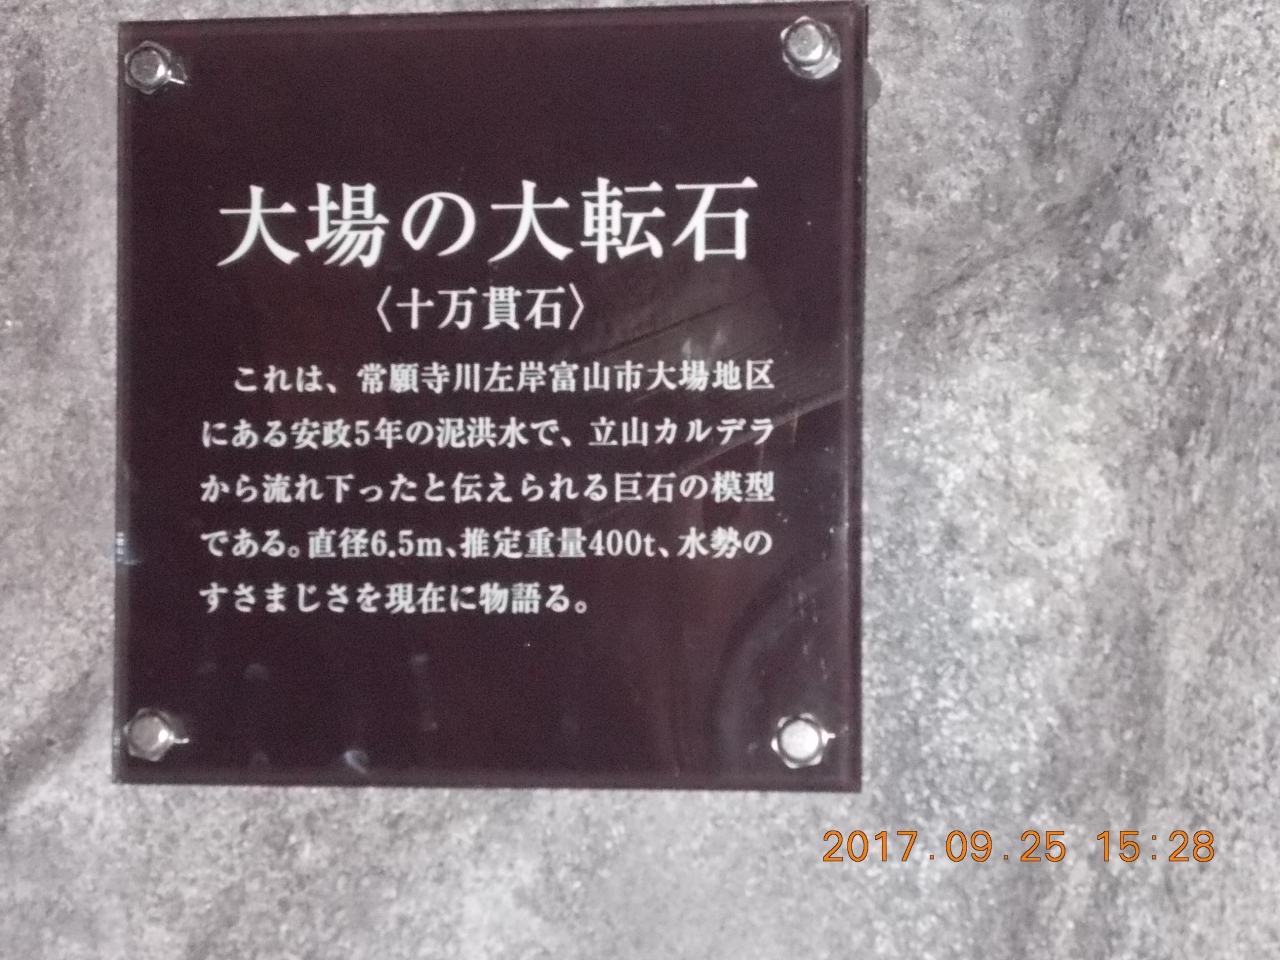 大場の大転石
〈十万貫石〉
これは、常願寺川左岸富山市大場地区
にある安政5年の泥洪水で、立山カルデラ
から流れ下ったと伝えられる巨石の模型
である。直径6.5m、推定重量400t、水勢の
すさまじさを現在に物語る。
2017.09.25 15:28